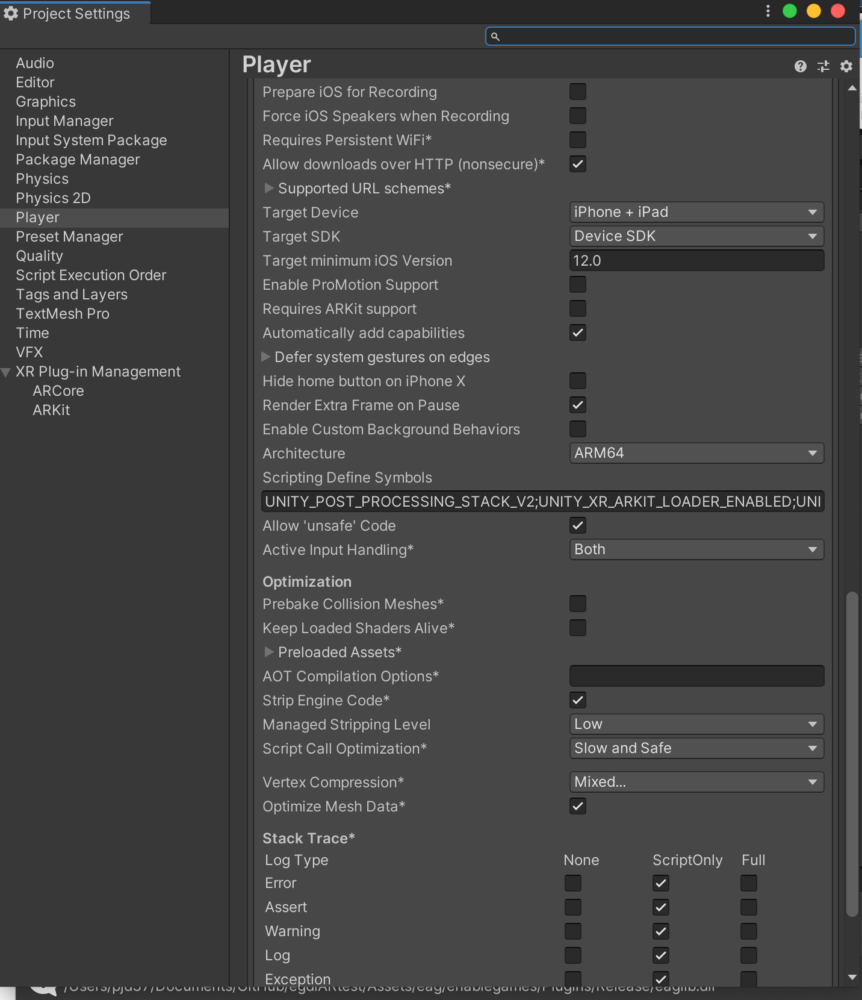 Project Settings
Audio
Editor
Graphics
Input Manager
Input System Package
Package Manager
Physics
Physics 2D
Player
Preset Manager
Quality
Script Execution Order
Tags and Layers
TextMesh Pro
Time
VFX
XR Plug-in Management
ARCore
ARKit
Player
Prepare iOS for Recording
Force iOS Speakers when Recording
Requires Persistent WiFi*
Allow downloads over HTTP (nonsecure)*
Supported URL schemes*
Target Device iPhone + iPad
Target SDK Device SDK
Target minimum iOS Version 12.0
Enable ProMotion Support
Requires ARKit support
Automatically add capabilities
Defer system gestures on edges
Hide home button on iPhone X
Render Extra Frame on Pause
Enable Custom Background Behaviors
Architecture ARM64
Scripting Define Symbols
UNITY_POST_PROCESSING_STACK_V2;UNITY_XR_ARKIT_LOADER_ENABLED;UNI
Allow 'unsafe' Code
Active Input Handling* Both
Optimization
Prebake Collision Meshes*
Keep Loaded Shaders Alive*
Preloaded Assets*
AOT Compilation Options*
Strip Engine Code*
Managed Stripping Level Low
Script Call Optimization* Slow and Safe
Vertex Compression* Mixed...
Optimize Mesh Data*
Stack Trace*
Log Type None ScriptOnly Full
Error
Assert
Warning
Log
Exception
/Users/pjd37/Documents/GitHub/egdiARtest/Assets/eag/enablegames/Plugins/Release/eaglib.dll